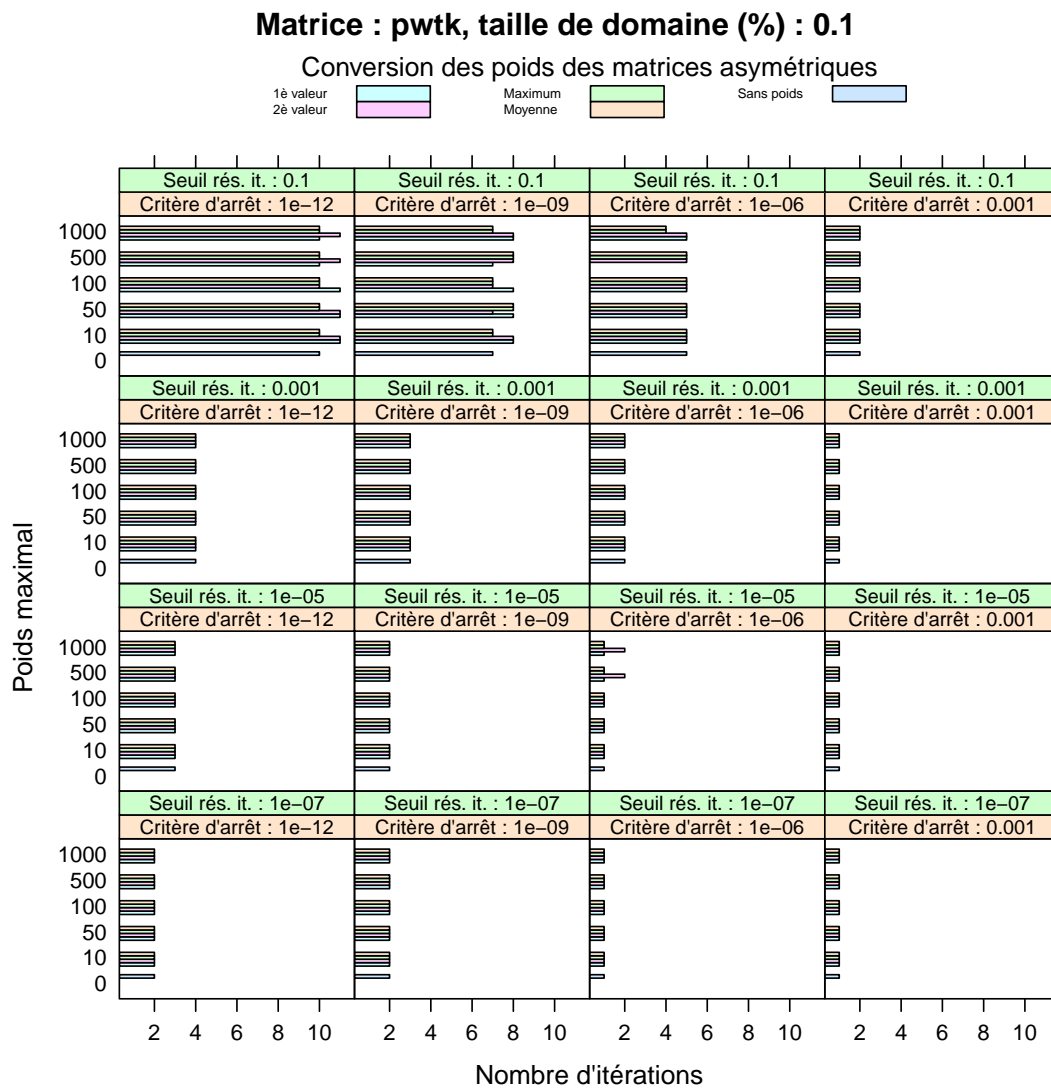 Matrice : pwtk, taille de domaine (%) : 0.1
Conversion des poids des matrices asymétriques
1è valeur Maximum Sans poids
2è valeur Moyenne
2 4 6 8 10 2 4 6 8 10
Seuil rés. it. : 0.1 Seuil rés. it. : 0.1 Seuil rés. it. : 0.1 Seuil rés. it. : 0.1
Critère d'arrêt : 1e−12 Critère d'arrêt : 1e−09 Critère d'arrêt : 1e−06 Critère d'arrêt : 0.001
1000
500
100
50
10
0
Seuil rés. it. : 0.001 Seuil rés. it. : 0.001 Seuil rés. it. : 0.001 Seuil rés. it. : 0.001
Critère d'arrêt : 1e−12 Critère d'arrêt : 1e−09 Critère d'arrêt : 1e−06 Critère d'arrêt : 0.001
1000
500
100
50
10
0
Seuil rés. it. : 1e−05 Seuil rés. it. : 1e−05 Seuil rés. it. : 1e−05 Seuil rés. it. : 1e−05
Critère d'arrêt : 1e−12 Critère d'arrêt : 1e−09 Critère d'arrêt : 1e−06 Critère d'arrêt : 0.001
1000
500
100
50
10
0
Seuil rés. it. : 1e−07 Seuil rés. it. : 1e−07 Seuil rés. it. : 1e−07 Seuil rés. it. : 1e−07
Critère d'arrêt : 1e−12 Critère d'arrêt : 1e−09 Critère d'arrêt : 1e−06 Critère d'arrêt : 0.001
1000
500
100
50
10
0
2 4 6 8 10 2 4 6 8 10 2 4 6 8 10 2 4 6 8 10
Poids maximal
Nombre d'itérations